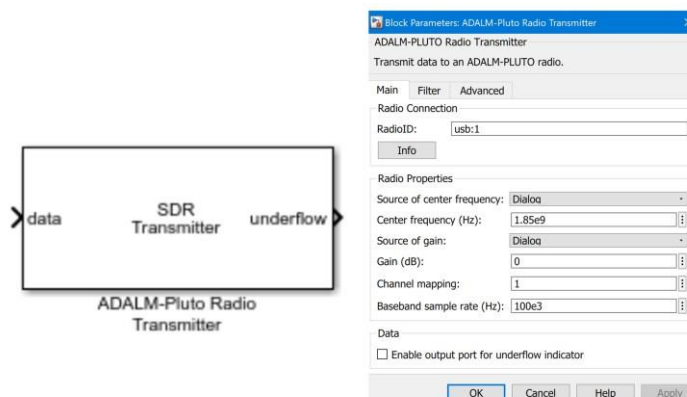 data
SDR
Transmitter
underflow
ADALM-Pluto Radio
Transmitter
Block Parameters: ADALM-Pluto Radio Transmitter
ADALM-PLUTO Radio Transmitter
Transmit data to an ADALM-PLUTO radio.
Main Filter Advanced
Radio Connection
RadioID: usb:1
Info
Radio Properties
Source of center frequency: Dialog
Center frequency (Hz): 1.85e9
Source of gain: Dialog
Gain (dB): 0
Channel mapping: 1
Baseband sample rate (Hz): 100e3
Data
Enable output port for underflow indicator
OK Cancel Help Apply